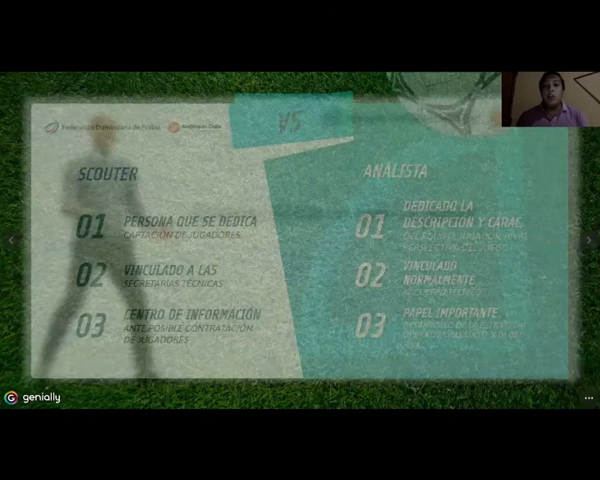 Federación Dominicana de Fútbol
VS
SCOUTER
ANÁLISTA
01
PERSONA QUE SE DEDICA
CAPTACIÓN DE JUGADORES.
02
VINCULADO A LAS
SECRETARÍAS TÉCNICAS
03
CENTRO DE INFORMACIÓN
ANTE POSIBLE CONTRATACIÓN
DE JUGADORES
01
DEDICADO LA
DESCRIPCION Y CARAC.
02
VINCULADO
NORMALMENTE
03
PAPEL IMPORTANTE
genially